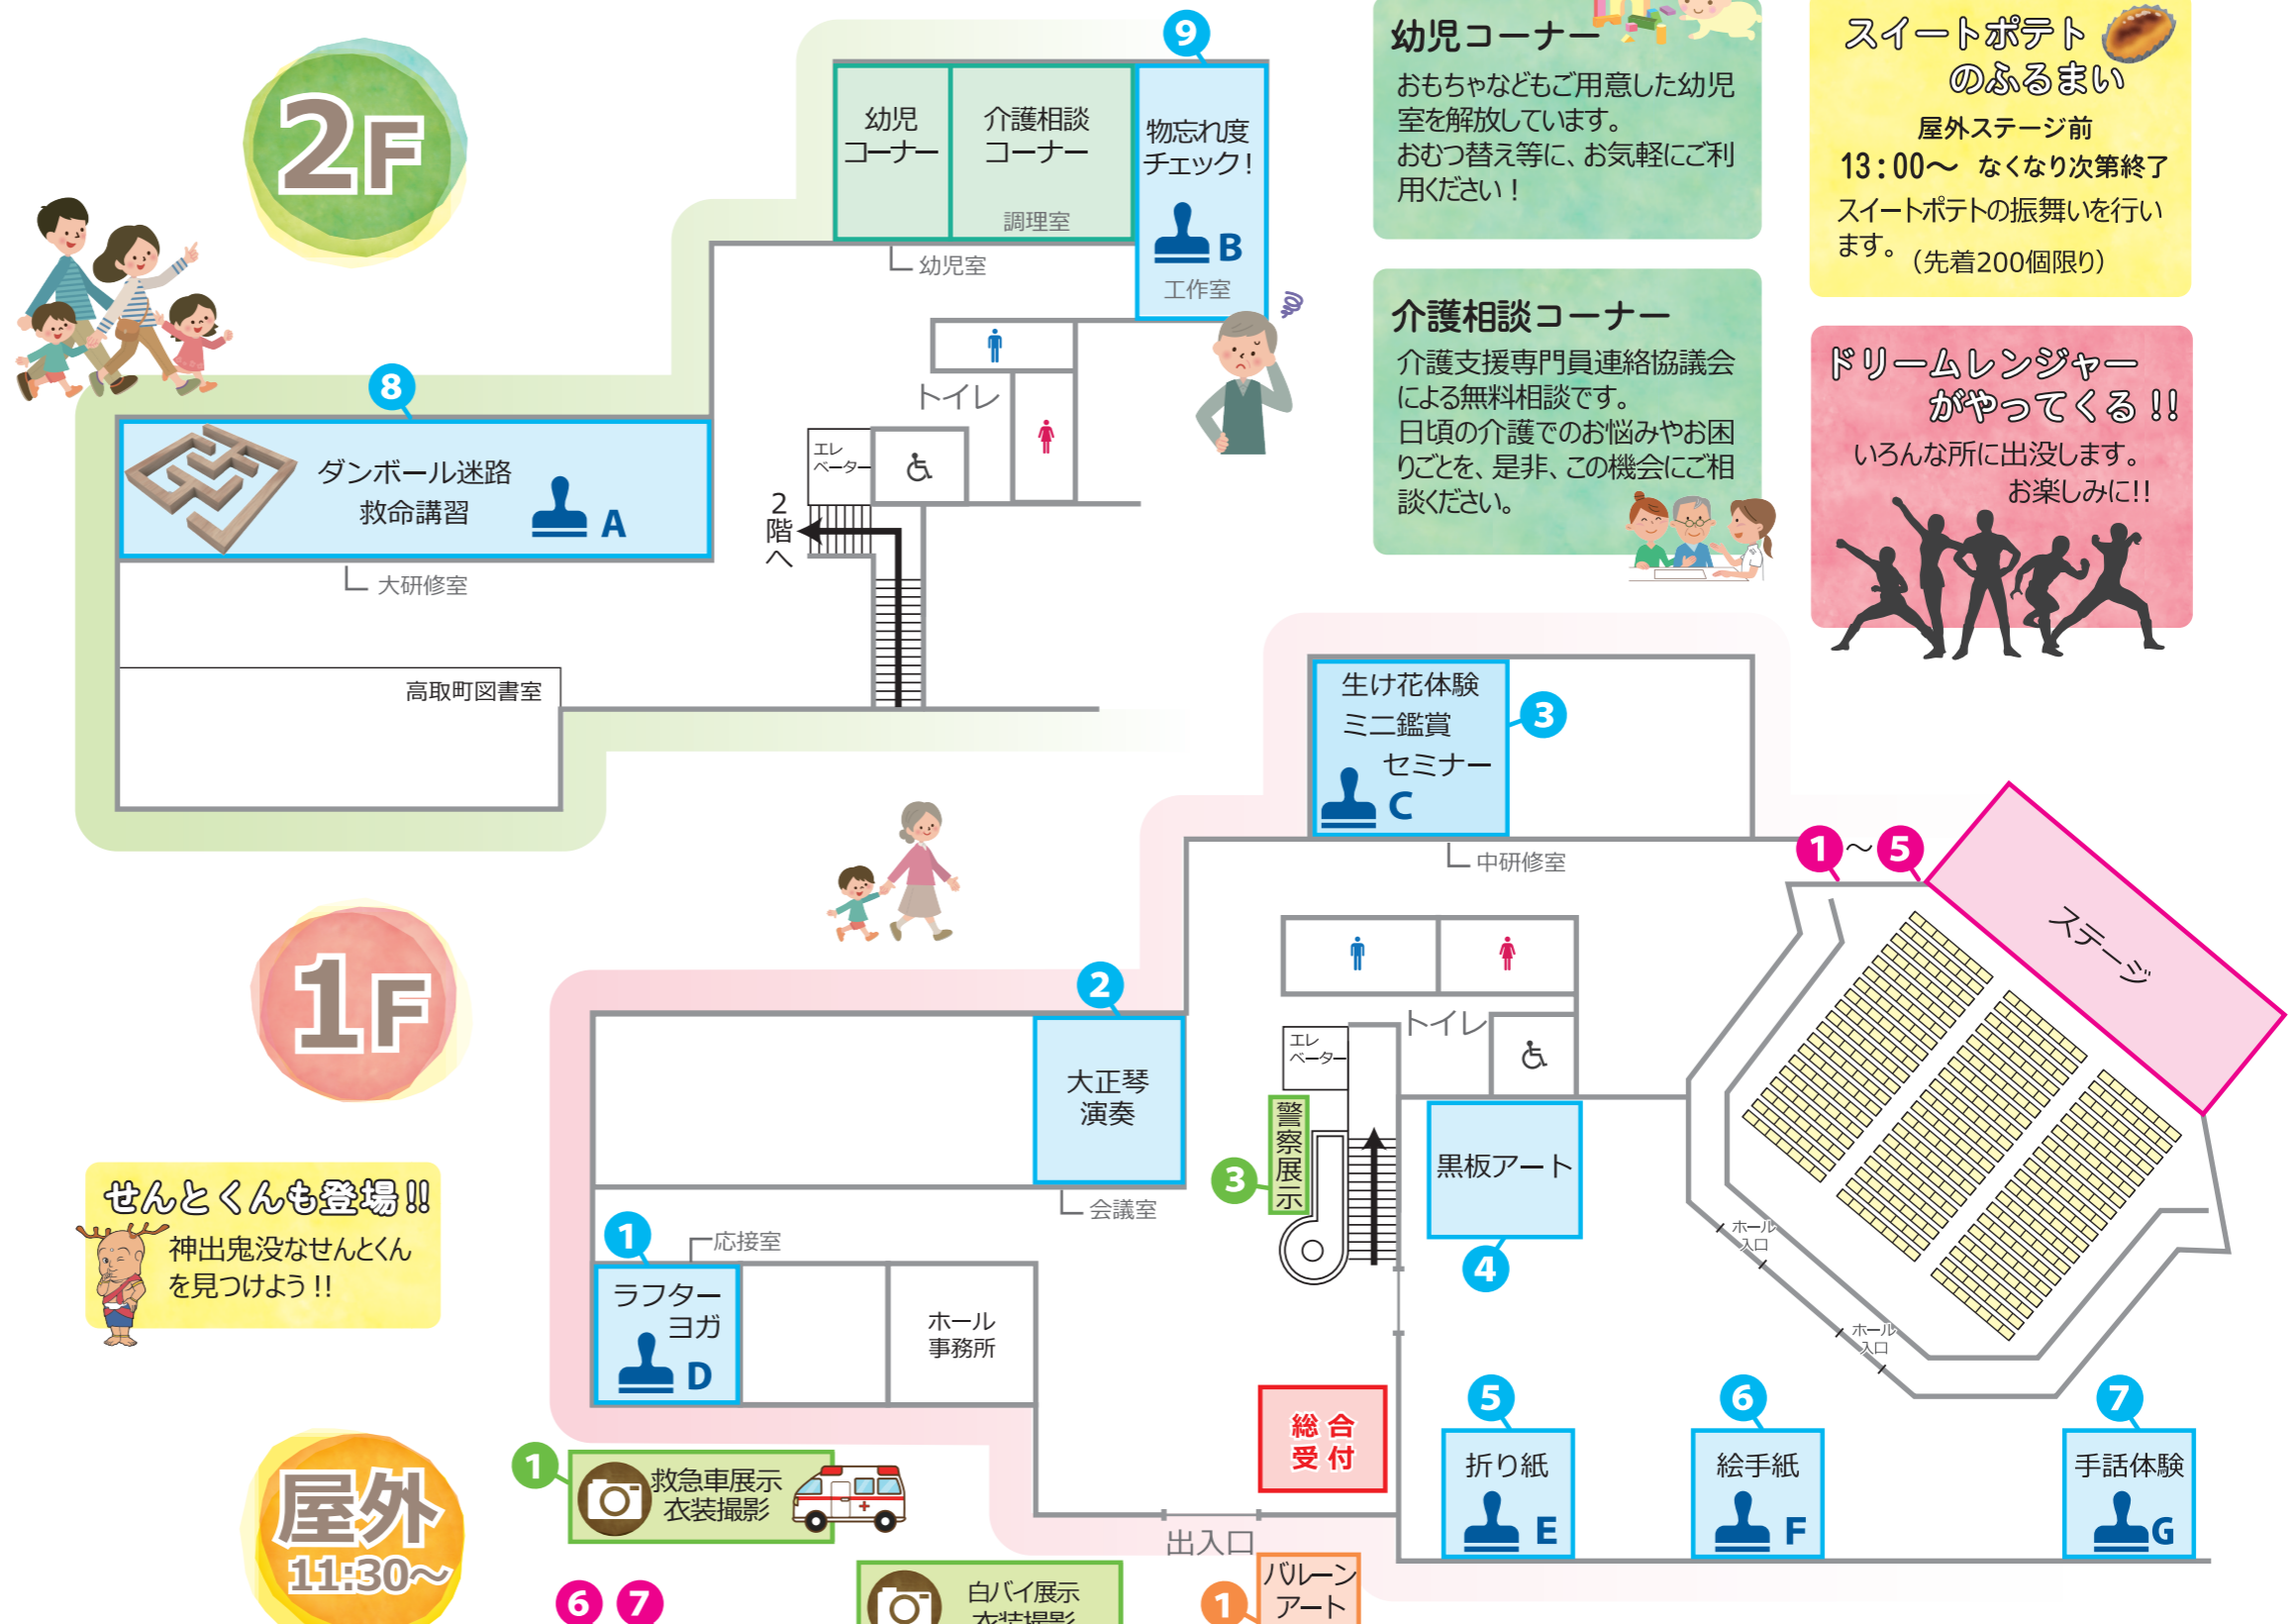 2F
9
幼児
コーナー
介護相談
コーナー
調理室
物忘れ度
チェック！
B
工作室
幼児室
8
ダンボール迷路
救命講習
A
大研修室
トイレ
エレ
ベーター
2階へ
高取町図書室
幼児コーナー
おもちゃなどもご用意した幼児
室を解放しています。
おむつ替え等に、お気軽にご利
用ください！
介護相談コーナー
介護支援専門員連絡協議会
による無料相談です。
日頃の介護でのお悩みやお困
りごとを、是非、この機会にご相
談ください。
スイートポテト
のふるまい
屋外ステージ前
13：00～ なくなり次第終了
スイートポテトの振舞いを行い
ます。（先着200個限り）
ドリームレンジャー
がやってくる!!
いろんな所に出没します。
お楽しみに!!
1F
生け花体験
ミニ鑑賞
セミナー
C
3
中研修室
1～5
ステージ
2
大正琴
演奏
会議室
トイレ
エレ
ベーター
警察展示
3
黒板アート
4
ホール
入口
ホール
入口
せんとくんも登場!!
神出鬼没なせんとくん
を見つけよう!!
1
応接室
ラフター
ヨガ
D
ホール
事務所
総合
受付
5
折り紙
E
6
絵手紙
F
7
手話体験
G
出入口
屋外
11:30～
1
救急車展示
衣装撮影
6 7
白バイ展示
衣装撮影
1
バルーン
アート